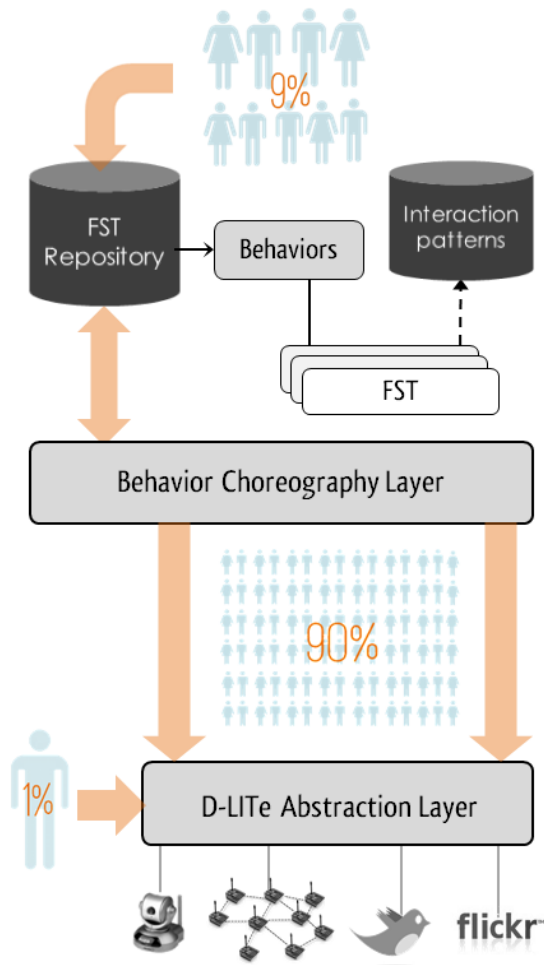 9%
FST
Repository
Behaviors
Interaction
patterns
FST
Behavior Choreography Layer
90%
1%
D-LITe Abstraction Layer
flickr